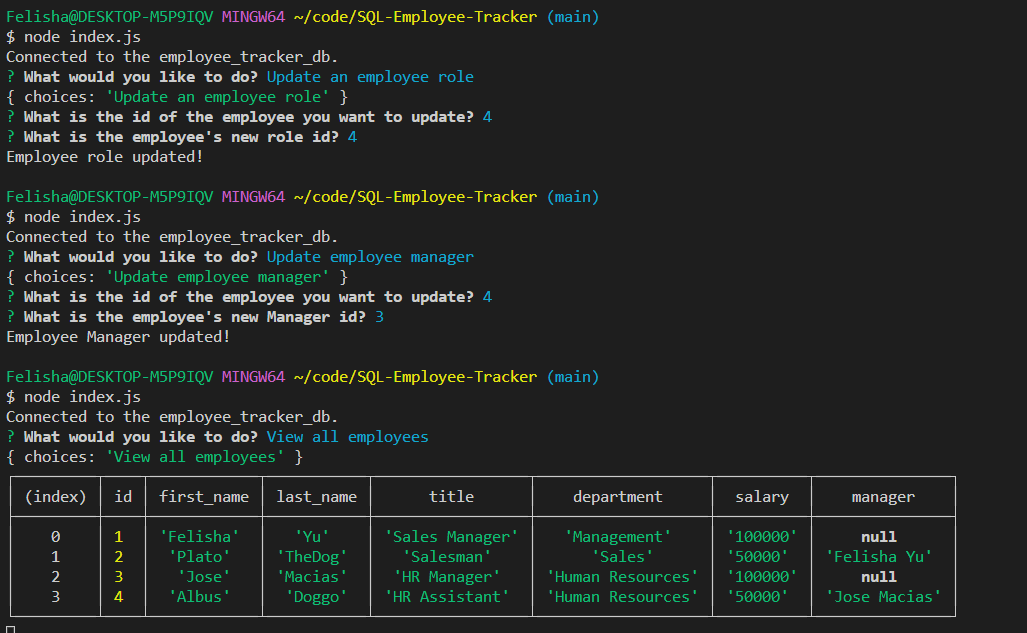 Felisha@DESKTOP-M5P9IQV MINGW64 ~/code/SQL-Employee-Tracker (main)
$ node index.js
Connected to the employee_tracker_db.
? What would you like to do? Update an employee role
{ choices: 'Update an employee role' }
? What is the id of the employee you want to update? 4
? What is the employee's new role id? 4
Employee role updated!
Felisha@DESKTOP-M5P9IQV MINGW64 ~/code/SQL-Employee-Tracker (main)
$ node index.js
Connected to the employee_tracker_db.
? What would you like to do? Update employee manager
{ choices: 'Update employee manager' }
? What is the id of the employee you want to update? 4
? What is the employee's new Manager id? 3
Employee Manager updated!
Felisha@DESKTOP-M5P9IQV MINGW64 ~/code/SQL-Employee-Tracker (main)
$ node index.js
Connected to the employee_tracker_db.
? What would you like to do? View all employees
{ choices: 'View all employees' }
(index) id first_name last_name title department salary manager
0 1 'Felisha' 'Yu' 'Sales Manager' 'Management' '100000' null
1 2 'Plato' 'TheDog' 'Salesman' 'Sales' '50000' 'Felisha Yu'
2 3 'Jose' 'Macias' 'HR Manager' 'Human Resources' '100000' null
3 4 'Albus' 'Doggo' 'HR Assistant' 'Human Resources' '50000' 'Jose Macias'